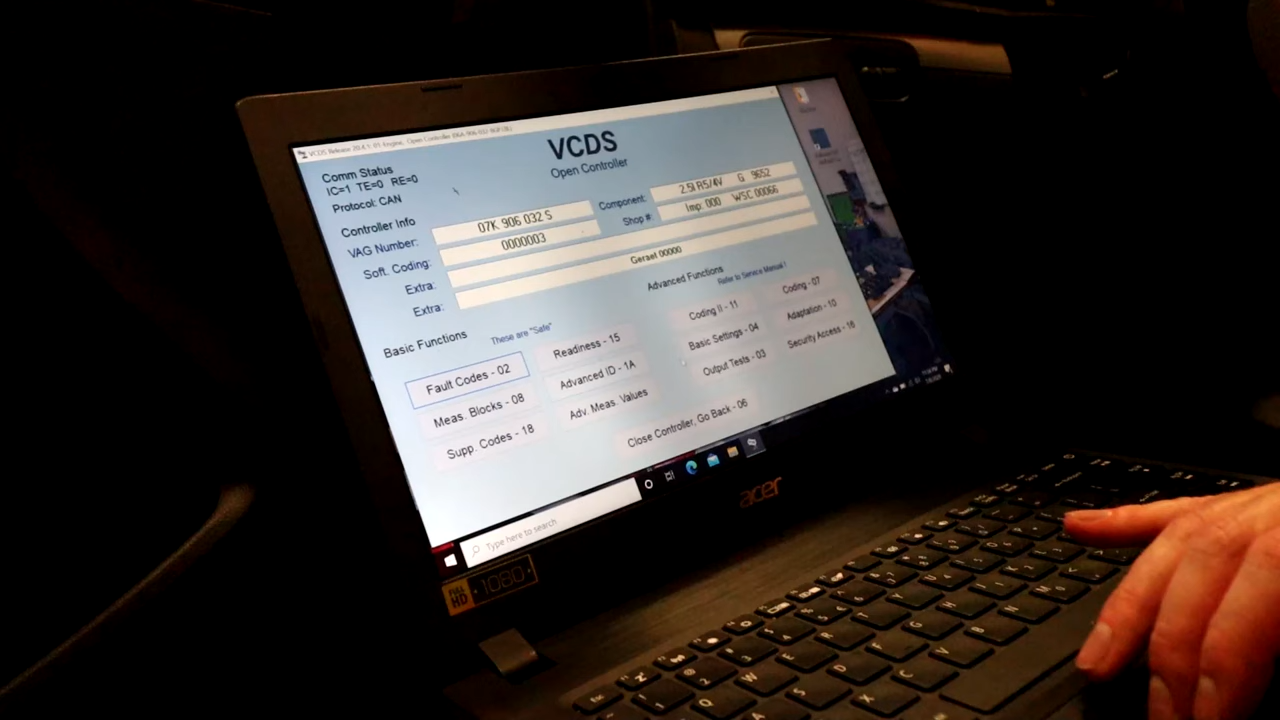 VCDS
Open Controller
Comm Status
IC=1 TE=0 RE=0
Protocol: CAN
Controller Info
VAG Number: 07K 906 032 S
Component: 2.5l R5/4V G 9652
Soft. Coding: 0000003
Shop #: Imp: 000 WSC 00066
Extra: Geraet 00000
Extra:
Basic Functions These are "Safe"
Advanced Functions
Refer to Service Manual!
Fault Codes - 02
Readiness - 15
Coding II - 11
Coding - 07
Meas. Blocks - 08
Advanced ID - 1A
Basic Settings - 04
Adaptation - 10
Supp. Codes - 18
Adv. Meas. Values
Output Tests - 03
Security Access - 16
Close Controller, Go Back - 06
Type here to search
acer
FULL HD 1080